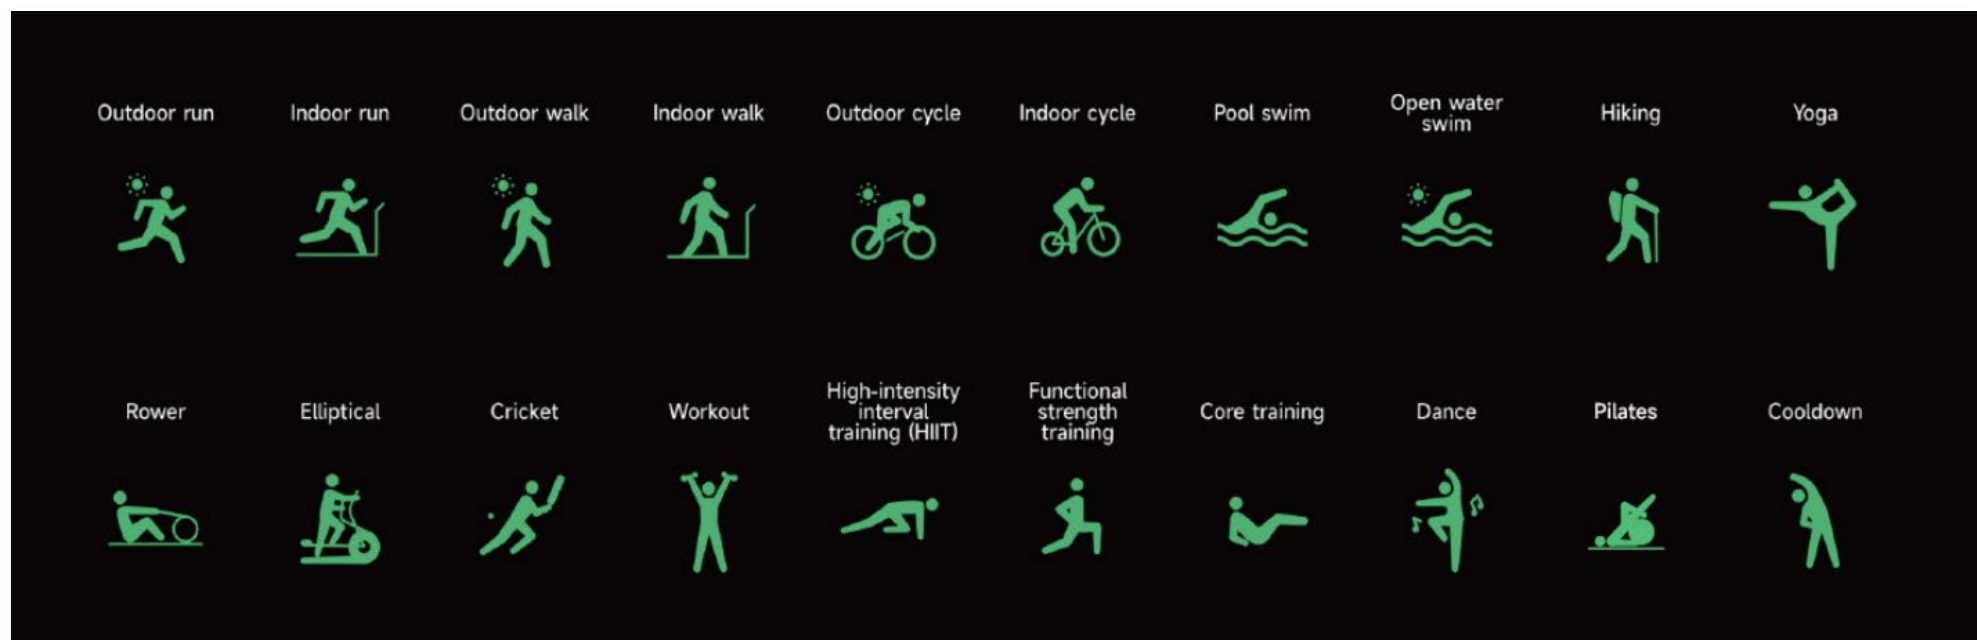 Outdoor run
Indoor run
Outdoor walk
Indoor walk
Outdoor cycle
Indoor cycle
Pool swim
Open water
swim
Hiking
Yoga
Rower
Elliptical
Cricket
Workout
High-intensity
interval
training (HIIT)
Functional
strength
training
Core training
Dance
Pilates
Cooldown